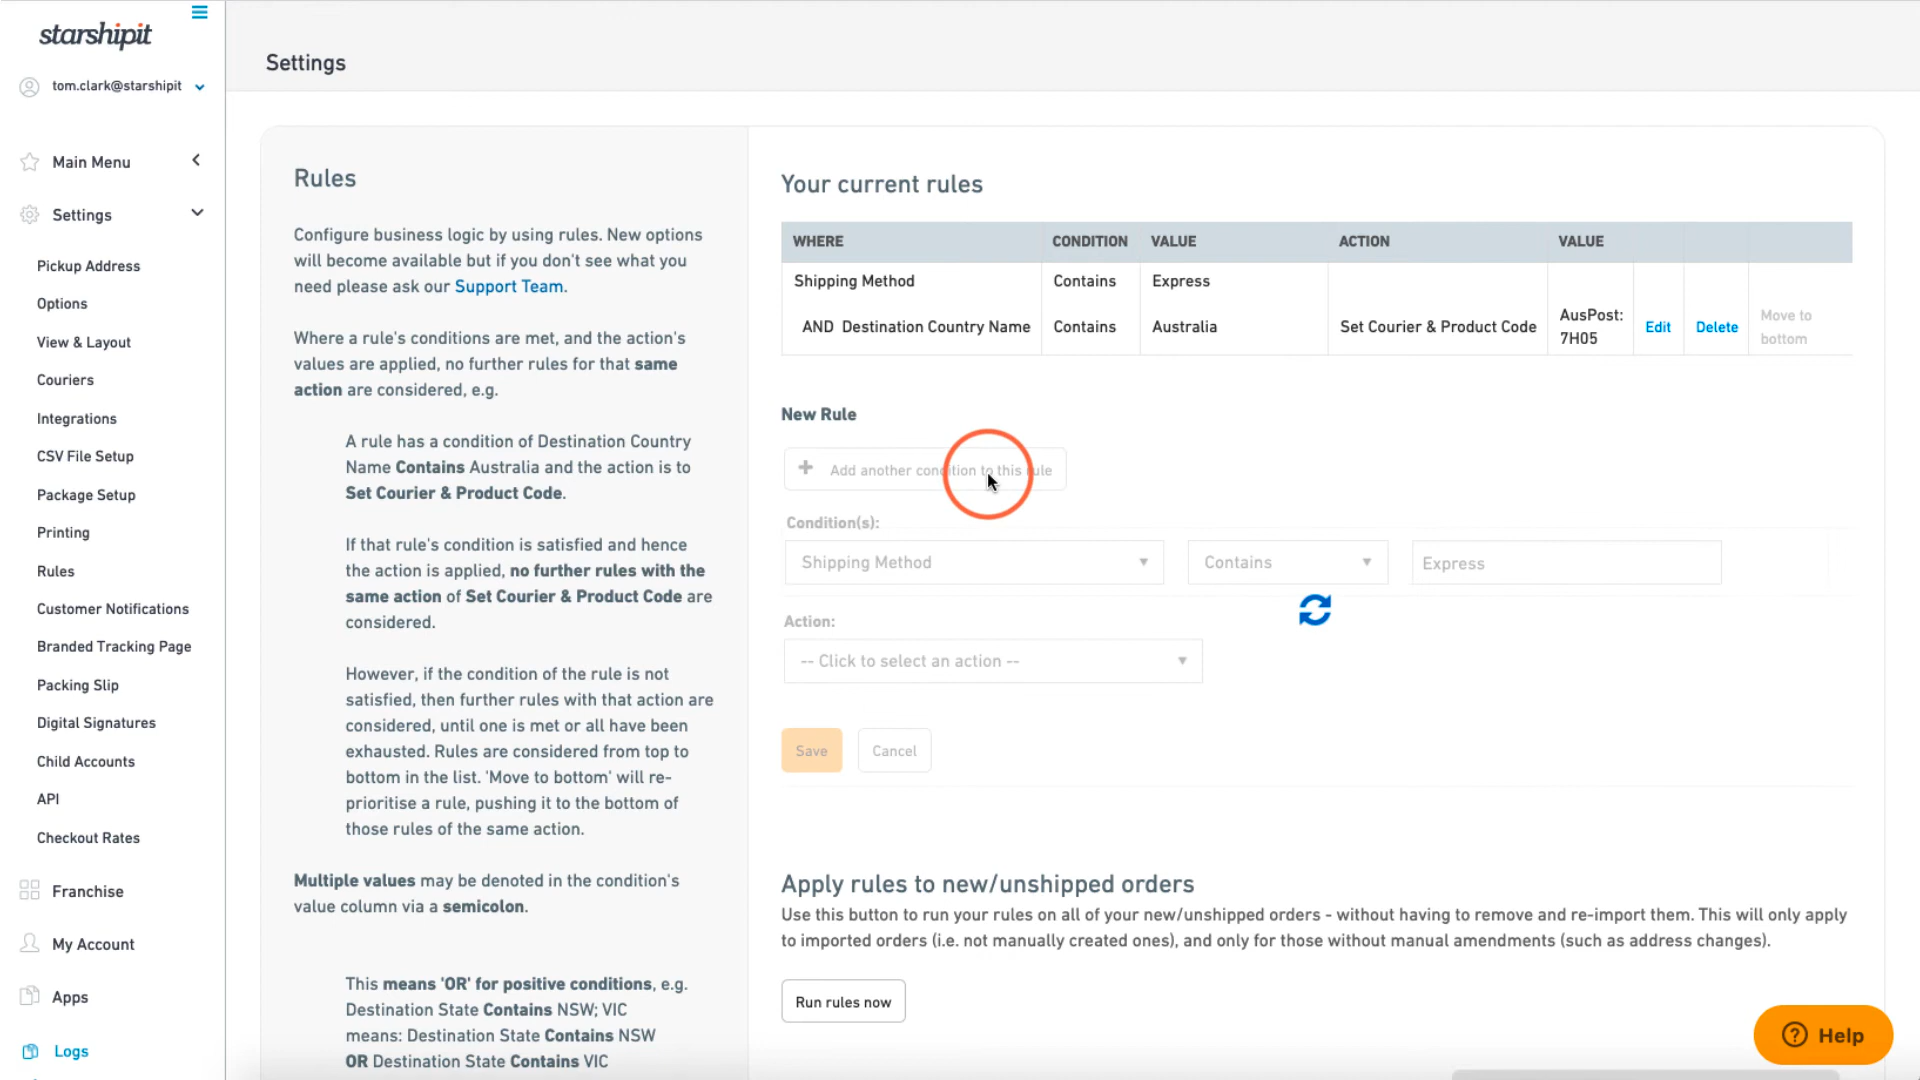 starshipit
tom.clark@starshipit
Main Menu
Settings
Pickup Address
Options
View & Layout
Couriers
Integrations
CSV File Setup
Package Setup
Printing
Rules
Customer Notifications
Branded Tracking Page
Packing Slip
Digital Signatures
Child Accounts
API
Checkout Rates
Franchise
My Account
Apps
Logs
Settings
Rules
Configure business logic by using rules. New options
will become available but if you don't see what you
need please ask our Support Team.
Where a rule's conditions are met, and the action's
values are applied, no further rules for that same
action are considered, e.g.
A rule has a condition of Destination Country
Name Contains Australia and the action is to
Set Courier & Product Code.
If that rule's condition is satisfied and hence
the action is applied, no further rules with the
same action of Set Courier & Product Code are
considered.
However, if the condition of the rule is not
satisfied, then further rules with that action are
considered, until one is met or all have been
exhausted. Rules are considered from top to
bottom in the list. 'Move to bottom' will re-
prioritise a rule, pushing it to the bottom of
those rules of the same action.
Multiple values may be denoted in the condition's
value column via a semicolon.
This means 'OR' for positive conditions, e.g.
Destination State Contains NSW; VIC
means: Destination State Contains NSW
OR Destination State Contains VIC
Your current rules
WHERE CONDITION VALUE ACTION VALUE
Shipping Method Contains Express
AND Destination Country Name Contains Australia Set Courier & Product Code AusPost: 7H05 Edit Delete Move to bottom
New Rule
+ Add another condition to this rule
Condition(s):
Shipping Method Contains Express
Action:
-- Click to select an action --
Save Cancel
Apply rules to new/unshipped orders
Use this button to run your rules on all of your new/unshipped orders - without having to remove and re-import them. This will only apply
to imported orders (i.e. not manually created ones), and only for those without manual amendments (such as address changes).
Run rules now
Help